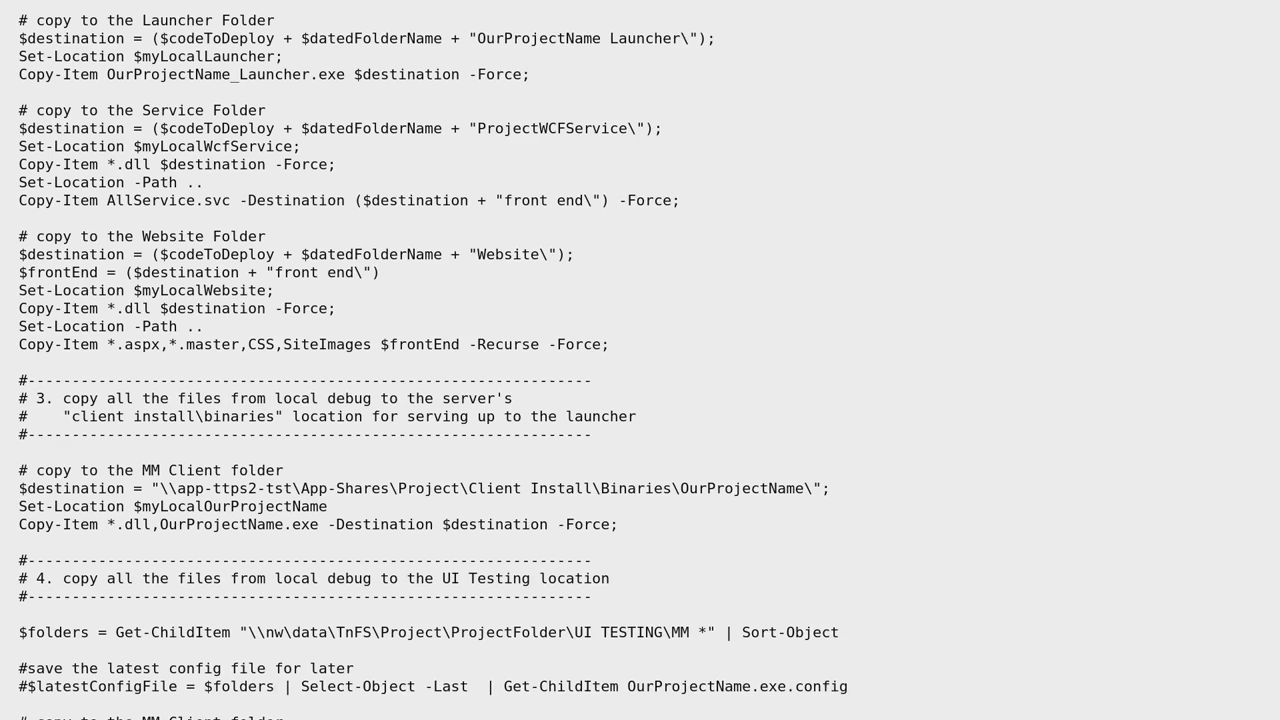 # copy to the Launcher Folder
$destination = ($codeToDeploy + $datedFolderName + "OurProjectName Launcher\");
Set-Location $myLocalLauncher;
Copy-Item OurProjectName_Launcher.exe $destination -Force;
# copy to the Service Folder
$destination = ($codeToDeploy + $datedFolderName + "ProjectWCFService\");
Set-Location $myLocalWcfService;
Copy-Item *.dll $destination -Force;
Set-Location -Path ..
Copy-Item AllService.svc -Destination ($destination + "front end\") -Force;
# copy to the Website Folder
$destination = ($codeToDeploy + $datedFolderName + "Website\");
$frontEnd = ($destination + "front end\")
Set-Location $myLocalWebsite;
Copy-Item *.dll $destination -Force;
Set-Location -Path ..
Copy-Item *.aspx,*.master,CSS,SiteImages $frontEnd -Recurse -Force;
#----------------------------------------------------------------
# 3. copy all the files from local debug to the server's
#    "client install\binaries" location for serving up to the launcher
#----------------------------------------------------------------
# copy to the MM Client folder
$destination = "\\app-ttps2-tst\App-Shares\Project\Client Install\Binaries\OurProjectName\";
Set-Location $myLocalOurProjectName
Copy-Item *.dll,OurProjectName.exe -Destination $destination -Force;
#----------------------------------------------------------------
# 4. copy all the files from local debug to the UI Testing location
#----------------------------------------------------------------
$folders = Get-ChildItem "\\nw\data\TnFS\Project\ProjectFolder\UI TESTING\MM *" | Sort-Object
#save the latest config file for later
#$latestConfigFile = $folders | Select-Object -Last  | Get-ChildItem OurProjectName.exe.config
# copy to the MM Client folder